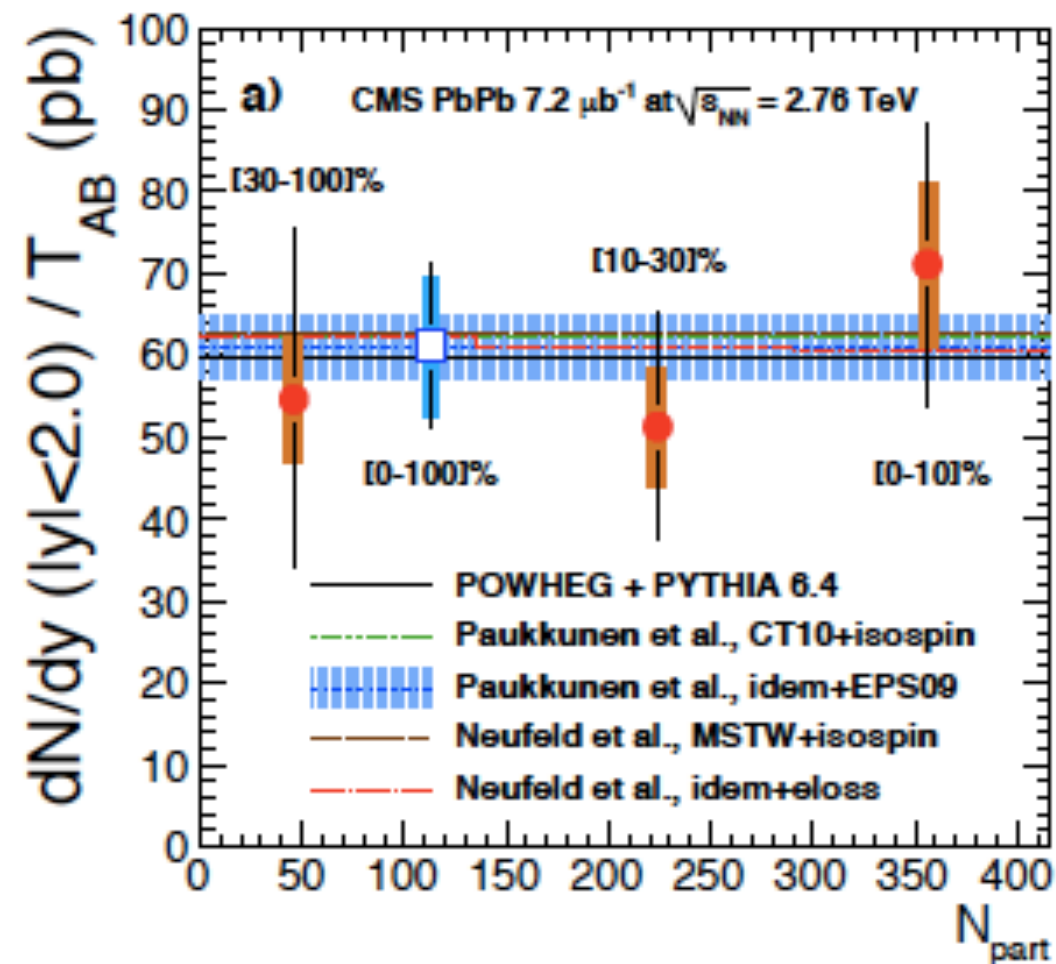 dN/dy (|y|<2.0) / T_AB (pb)
100
90
80
70
60
50
40
30
20
10
0
a) CMS PbPb 7.2 μb⁻¹ at √s_NN = 2.76 TeV
[30-100]%
[10-30]%
[0-100]%
[0-10]%
POWHEG + PYTHIA 6.4
Paukkunen et al., CT10+isospin
Paukkunen et al., idem+EPS09
Neufeld et al., MSTW+isospin
Neufeld et al., idem+eloss
0 50 100 150 200 250 300 350 400
N_part